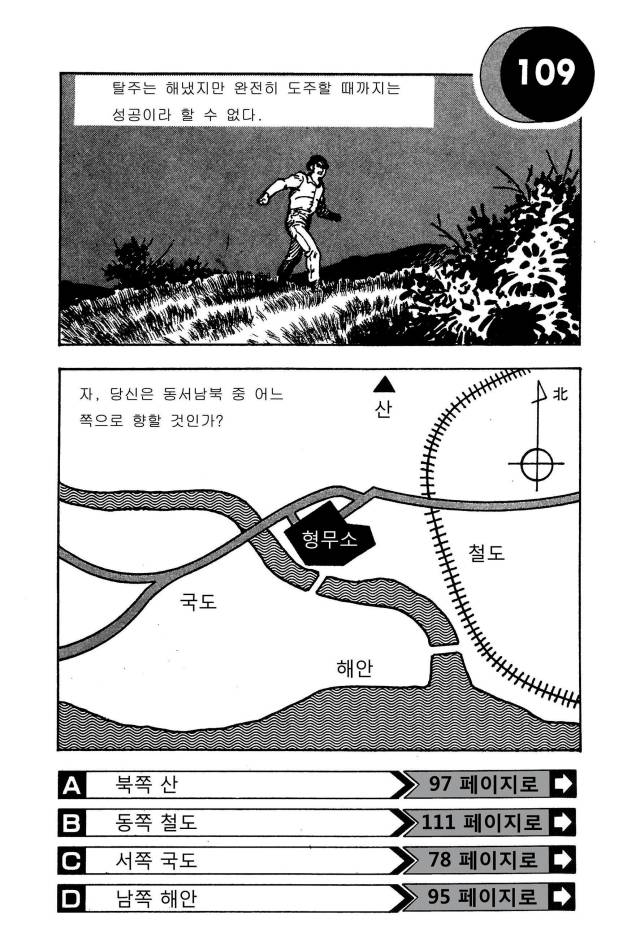 109
탈주는 해냈지만 완전히 도주할 때까지는
성공이라 할 수 없다.
자, 당신은 동서남북 중 어느
쪽으로 향할 것인가?
산
北
형무소
철도
국도
해안
A 북쪽 산 97 페이지로
B 동쪽 철도 111 페이지로
C 서쪽 국도 78 페이지로
D 남쪽 해안 95 페이지로